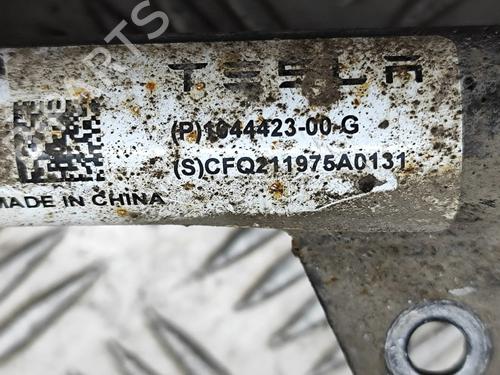 TESLA
(P)1044423-00-G
(S)CFQ211975A0131
MADE IN CHINA